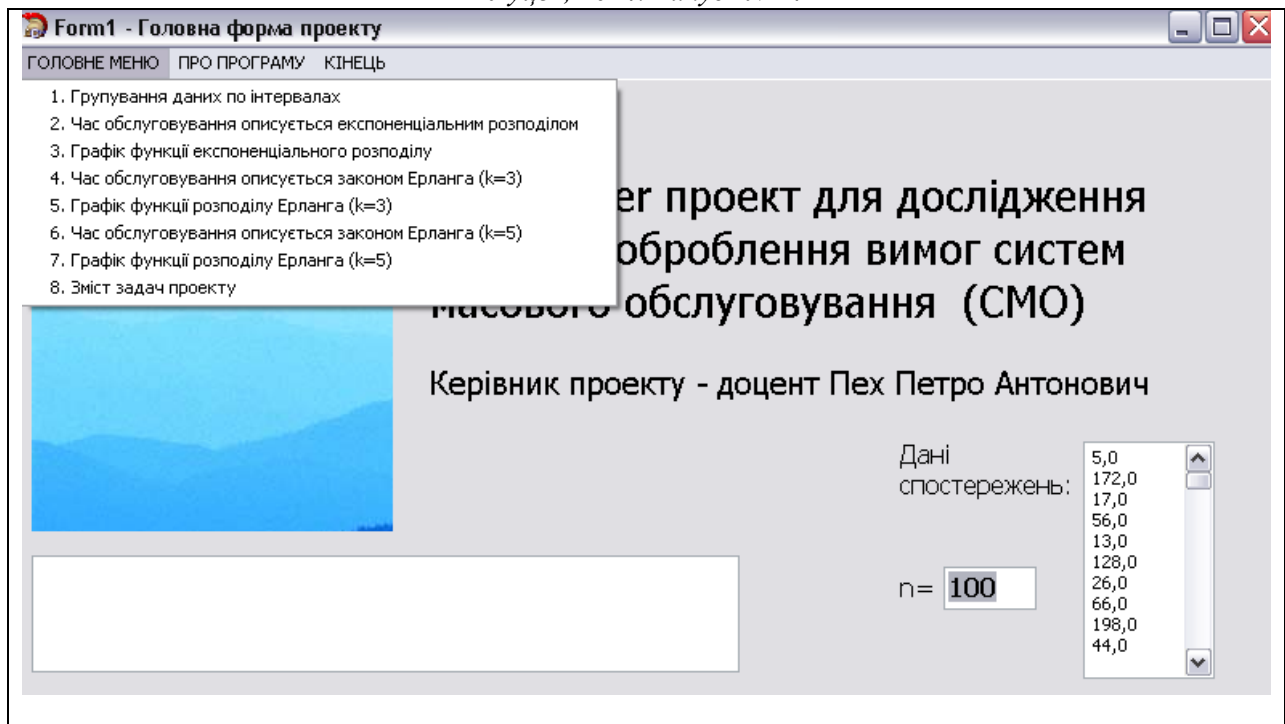 Form1 - Головна форма проекту
ГОЛОВНЕ МЕНЮ ПРО ПРОГРАМУ КІНЕЦЬ
1. Групування даних по інтервалах
2. Час обслуговування описується експоненціальним розподілом
3. Графік функції експоненціального розподілу
4. Час обслуговування описується законом Ерланга (k=3)
5. Графік функції розподілу Ерланга (k=3)
6. Час обслуговування описується законом Ерланга (k=5)
7. Графік функції розподілу Ерланга (k=5)
8. Зміст задач проекту
er проект для дослідження
оброблення вимог систем
масового обслуговування (СМО)
Керівник проекту - доцент Пех Петро Антонович
Дані
спостережень:
5,0
172,0
17,0
56,0
13,0
128,0
26,0
66,0
198,0
44,0
n= 100